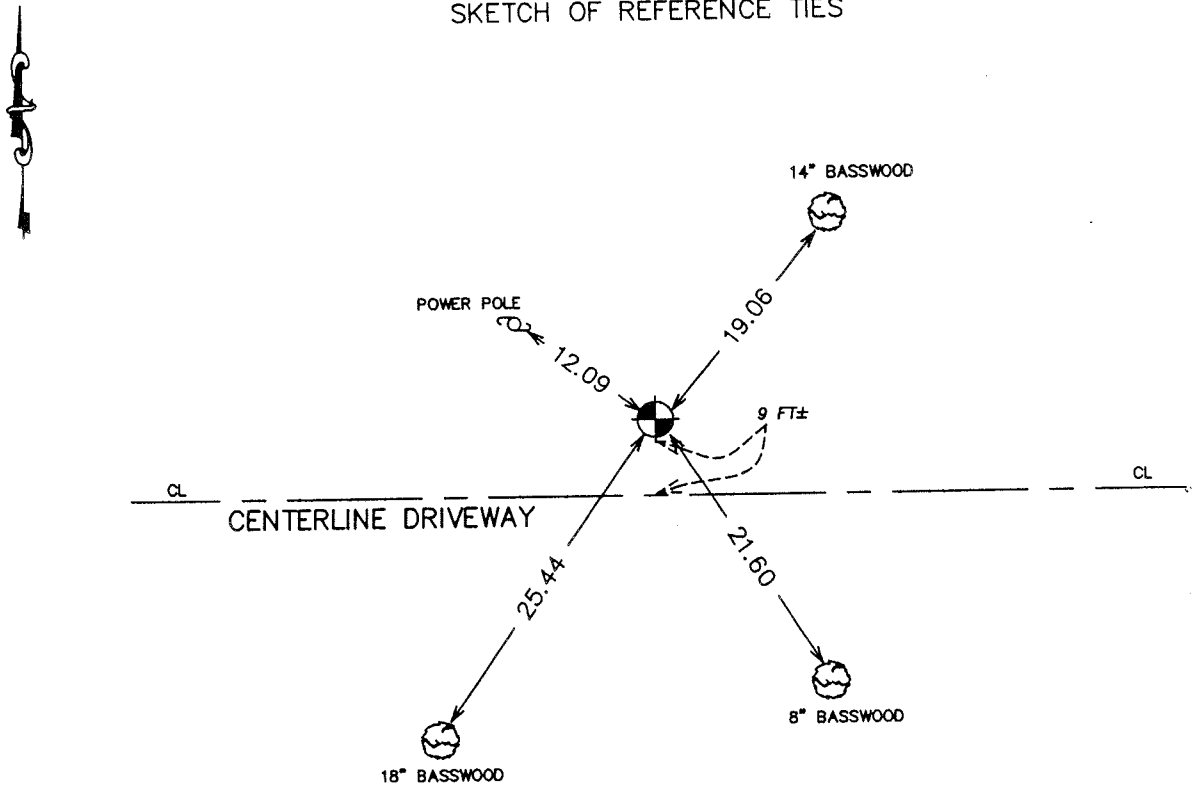 SKETCH OF REFERENCE TIES
14" BASSWOOD
POWER POLE
19.06
12.09
9 FT±
CL
CL
CENTERLINE DRIVEWAY
21.60
25.44
8" BASSWOOD
18" BASSWOOD